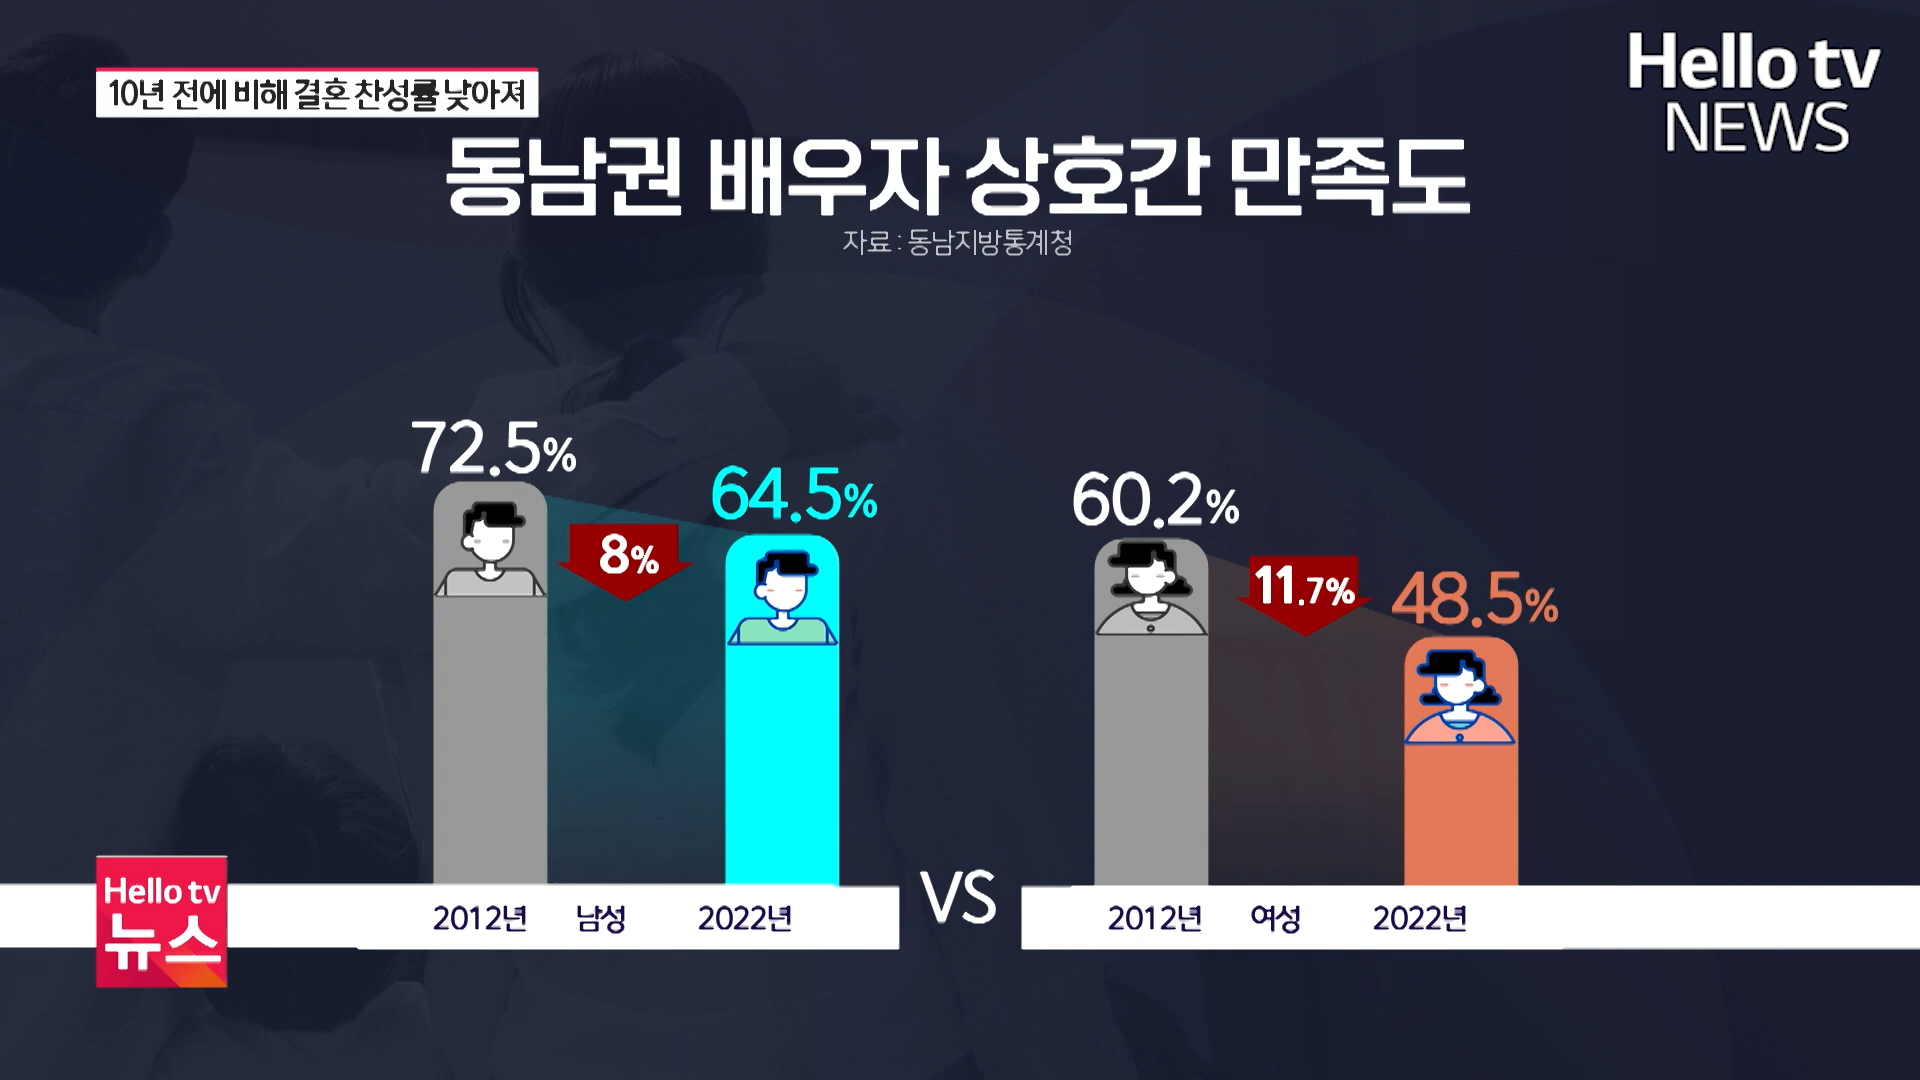 10년 전에 비해 결혼 찬성률 낮아져
Hello tv
NEWS
동남권 배우자 상호간 만족도
자료 : 동남지방통계청
72.5%
8%
64.5%
60.2%
11.7%
48.5%
2012년 남성 2022년
VS
2012년 여성 2022년
Hello tv
뉴스